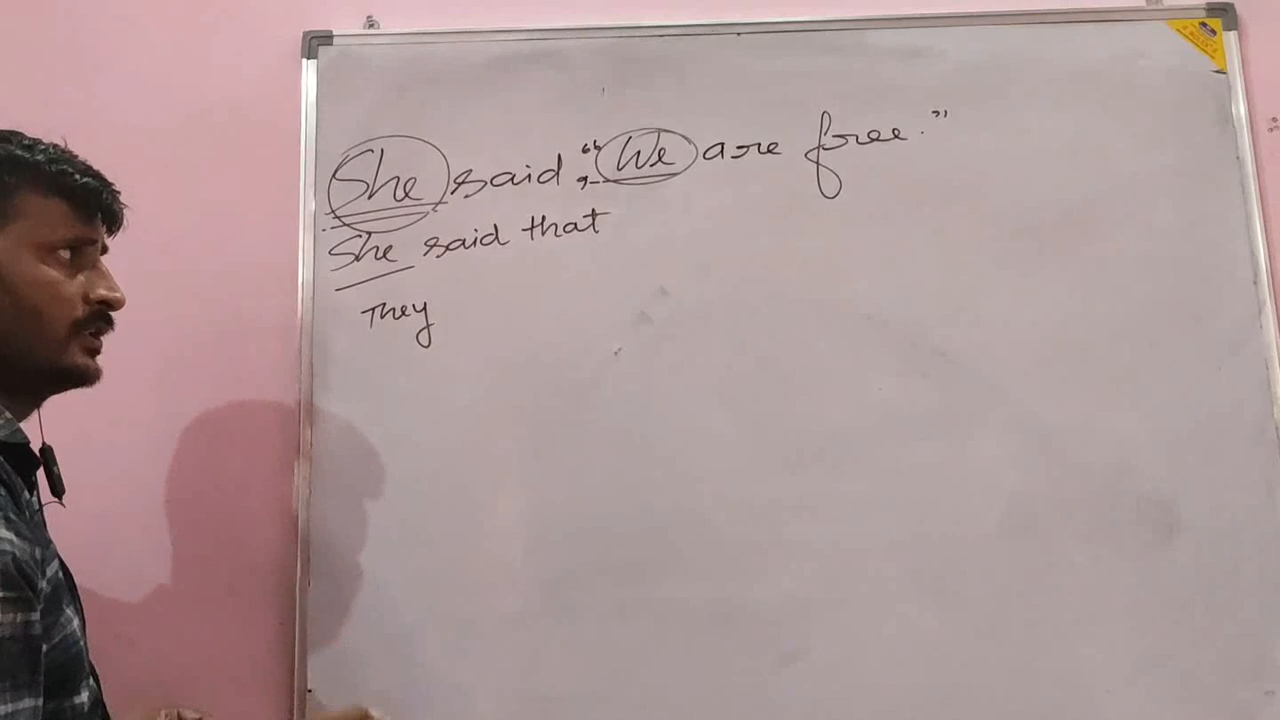 She said, "We are free."
She said that
They